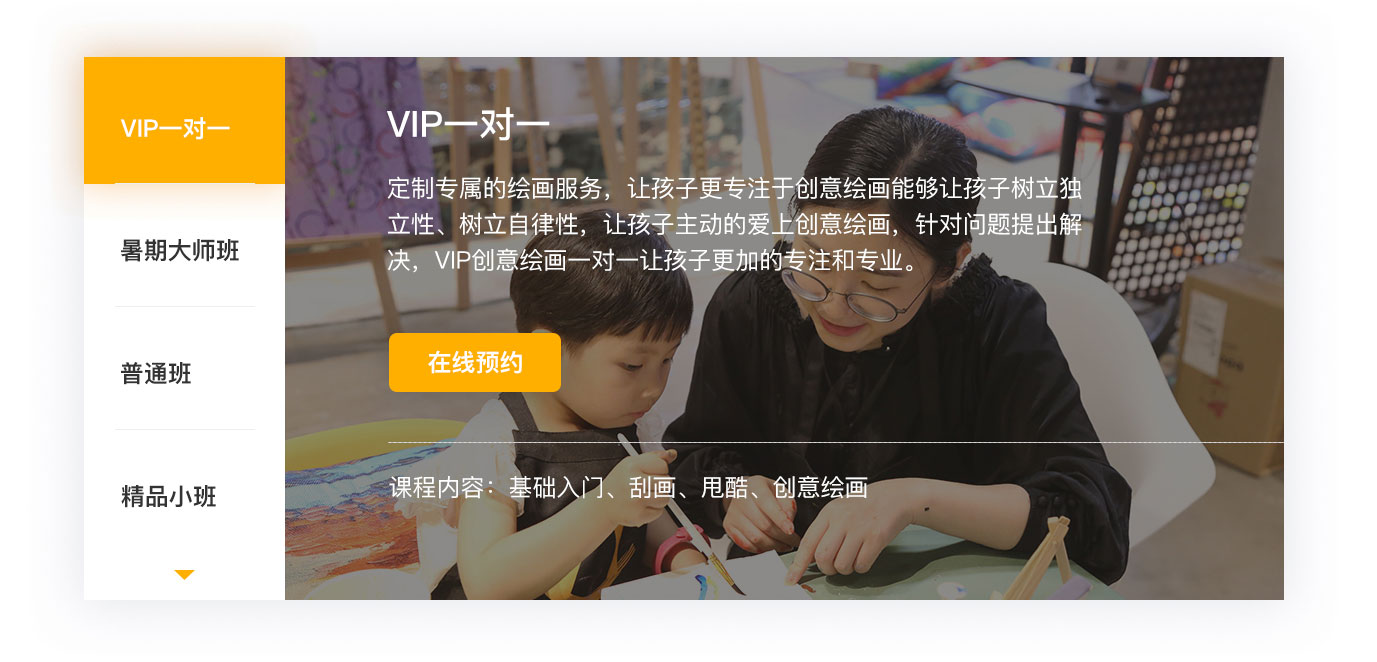 VIP一对一
暑期大师班
普通班
精品小班
VIP一对一
定制专属的绘画服务，让孩子更专注于创意绘画能够让孩子树立独
立性、树立自律性，让孩子主动的爱上创意绘画，针对问题提出解
决，VIP创意绘画一对一让孩子更加的专注和专业。
在线预约
课程内容：基础入门、刮画、甩酷、创意绘画